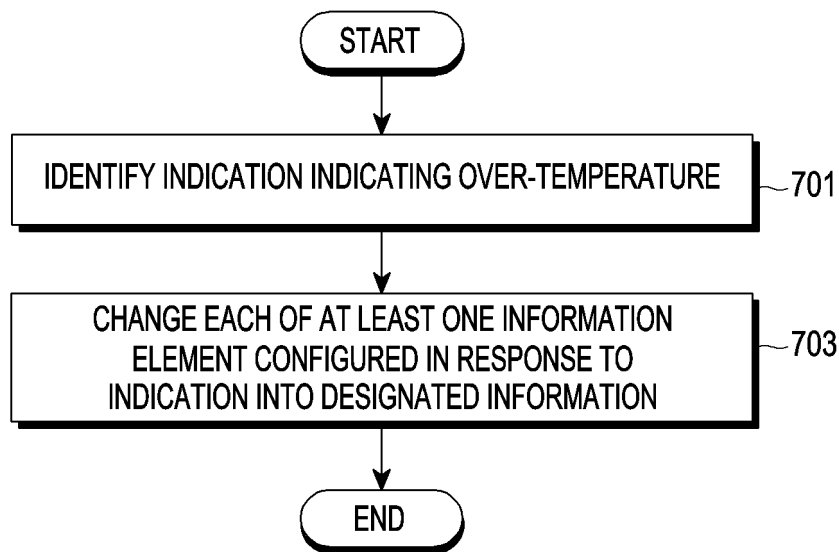 START
IDENTIFY INDICATION INDICATING OVER-TEMPERATURE
701
CHANGE EACH OF AT LEAST ONE INFORMATION
ELEMENT CONFIGURED IN RESPONSE TO
INDICATION INTO DESIGNATED INFORMATION
703
END